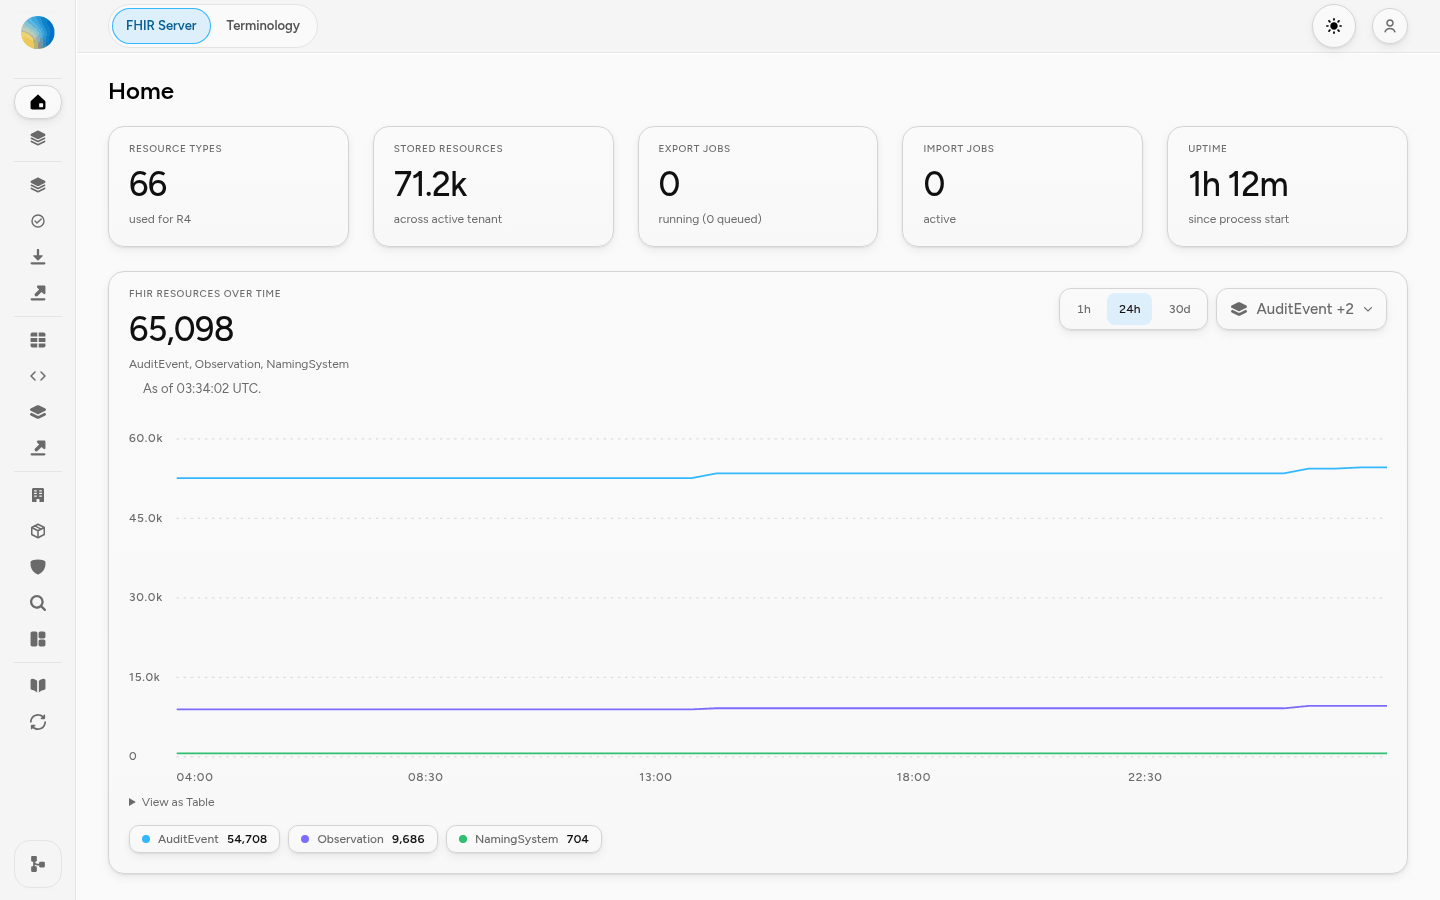 FHIR Server
Terminology
Home
RESOURCE TYPES
66
used for R4
STORED RESOURCES
71.2k
across active tenant
EXPORT JOBS
0
running (0 queued)
IMPORT JOBS
0
active
UPTIME
1h 12m
since process start
FHIR RESOURCES OVER TIME
65,098
AuditEvent, Observation, NamingSystem
As of 03:34:02 UTC.
1h
24h
30d
AuditEvent +2
60.0k
45.0k
30.0k
15.0k
0
04:00
08:30
13:00
18:00
22:30
View as Table
AuditEvent 54,708
Observation 9,686
NamingSystem 704